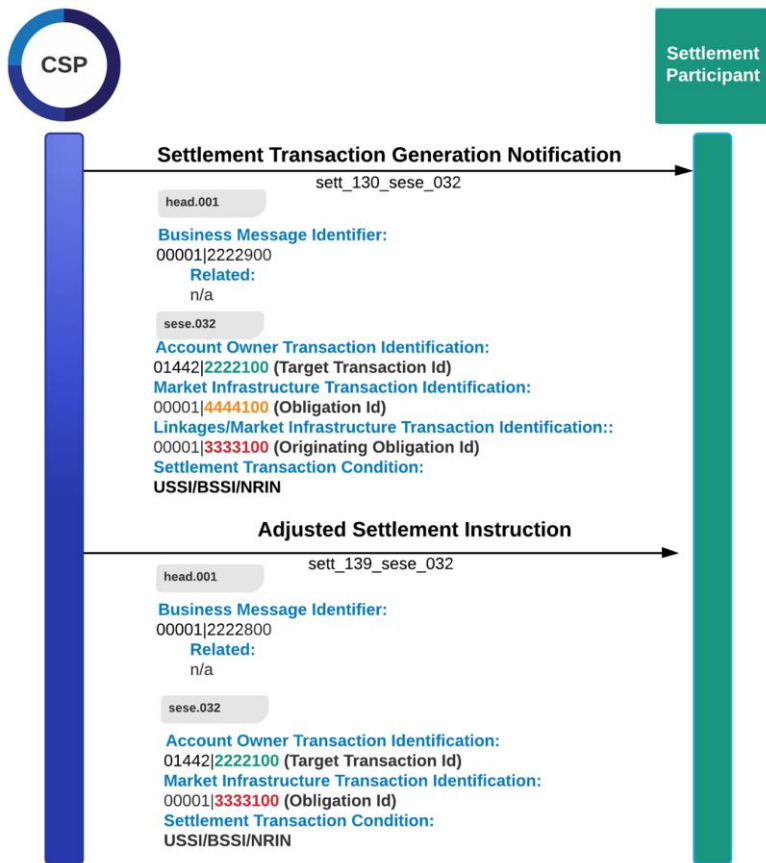 CSP
Settlement
Participant
Settlement Transaction Generation Notification
sett_130_sese_032
head.001
Business Message Identifier:
00001|2222900
Related:
n/a
sese.032
Account Owner Transaction Identification:
01442|2222100 (Target Transaction Id)
Market Infrastructure Transaction Identification:
00001|4444100 (Obligation Id)
Linkages/Market Infrastructure Transaction Identification::
00001|3333100 (Originating Obligation Id)
Settlement Transaction Condition:
USSI/BSSI/NRIN
Adjusted Settlement Instruction
sett_139_sese_032
head.001
Business Message Identifier:
00001|2222800
Related:
n/a
sese.032
Account Owner Transaction Identification:
01442|2222100 (Target Transaction Id)
Market Infrastructure Transaction Identification:
00001|3333100 (Obligation Id)
Settlement Transaction Condition:
USSI/BSSI/NRIN